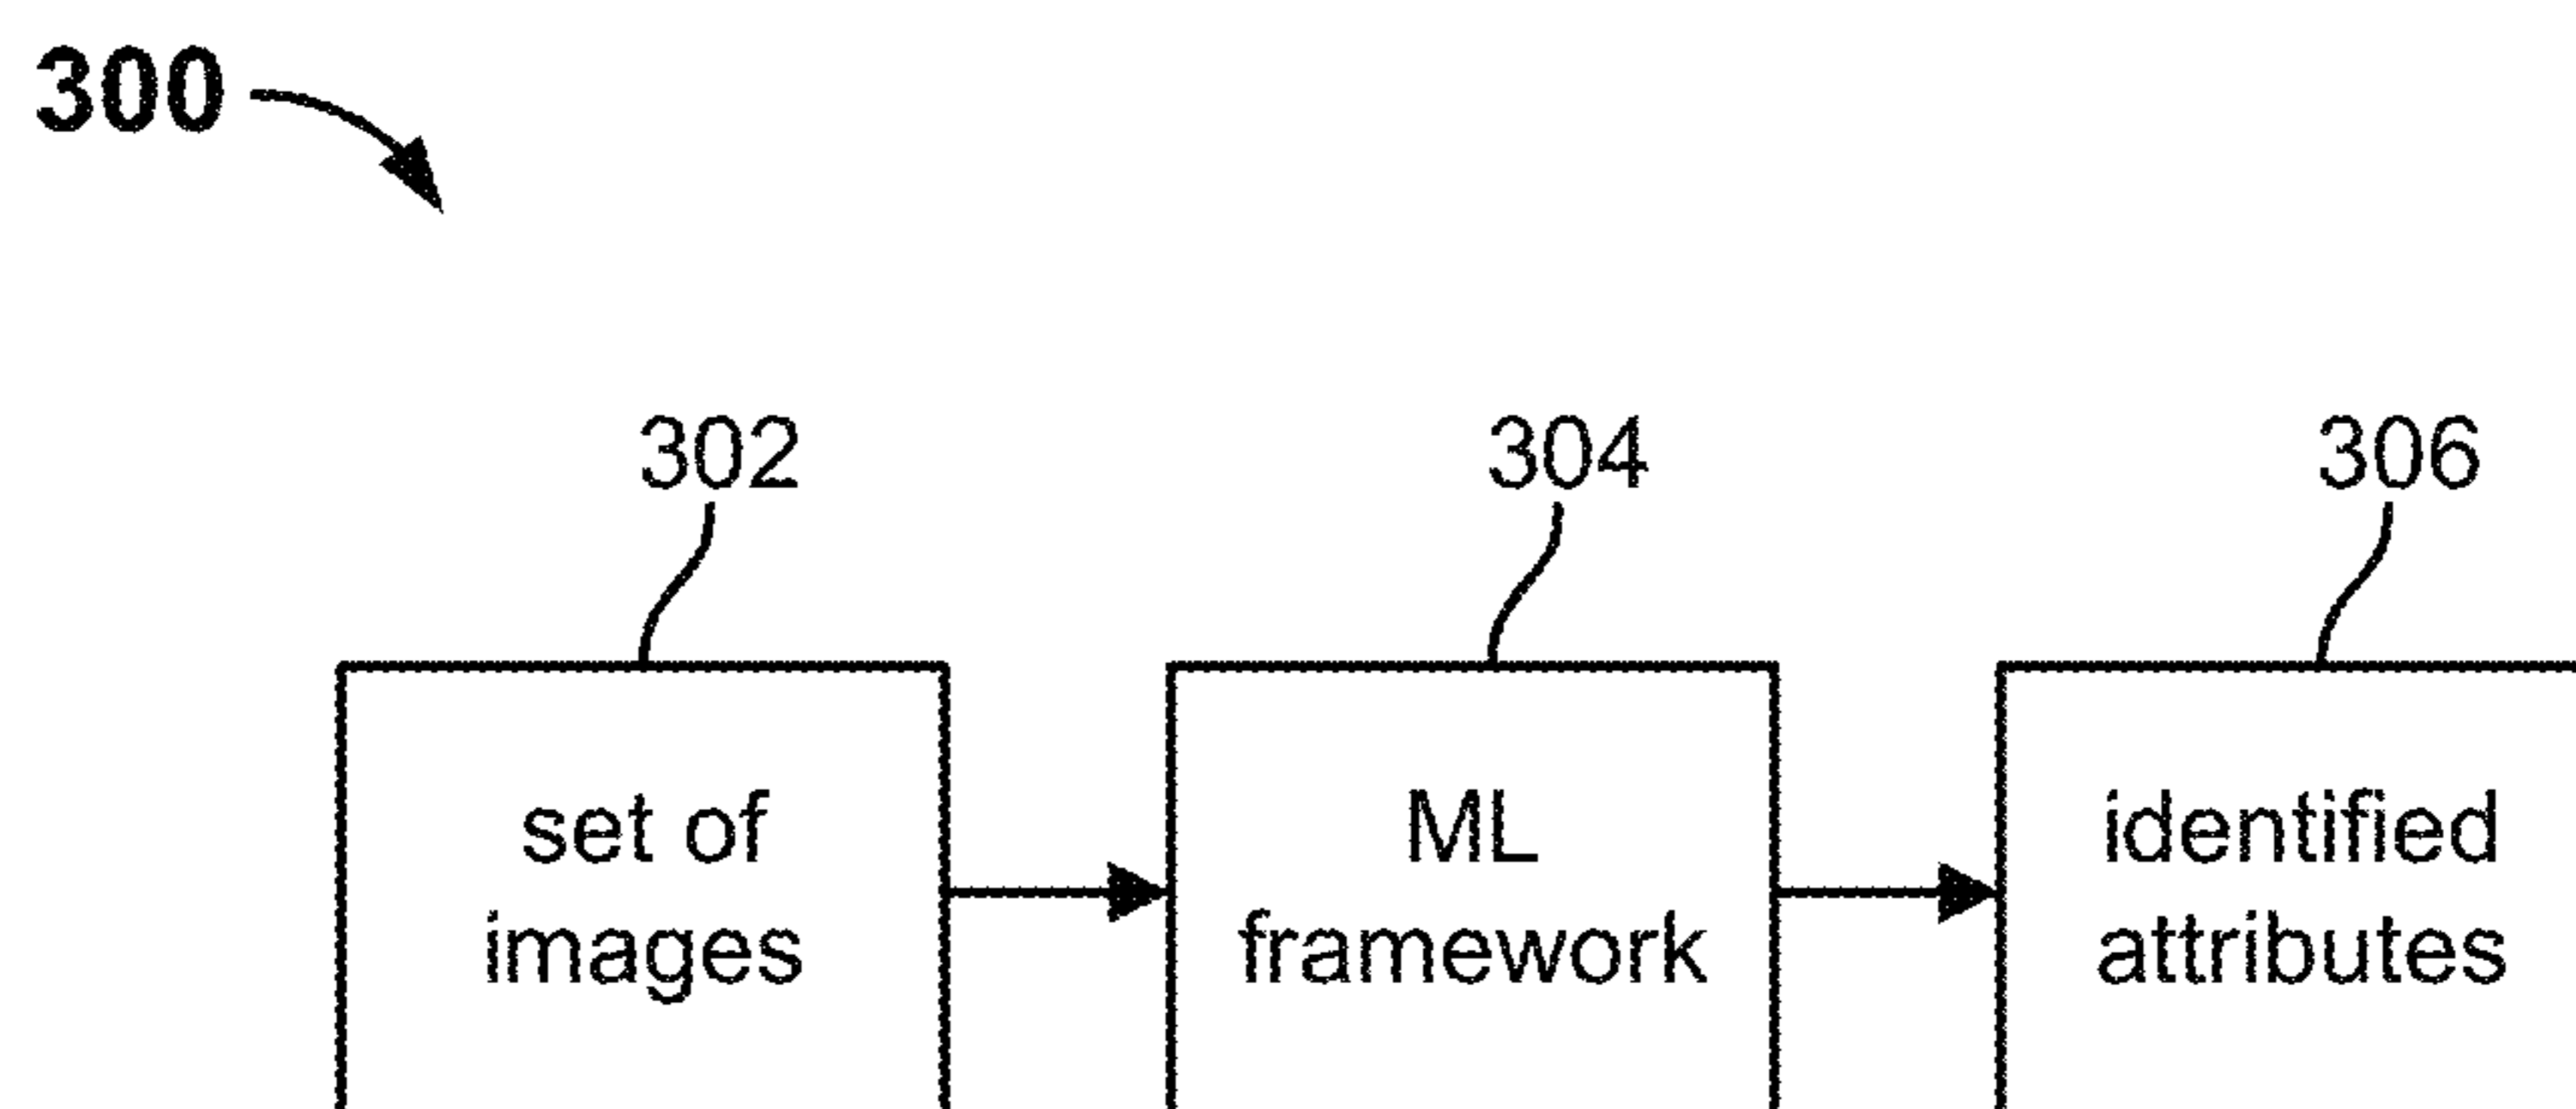 300
302
304
306
set of
images
ML
framework
identified
attributes